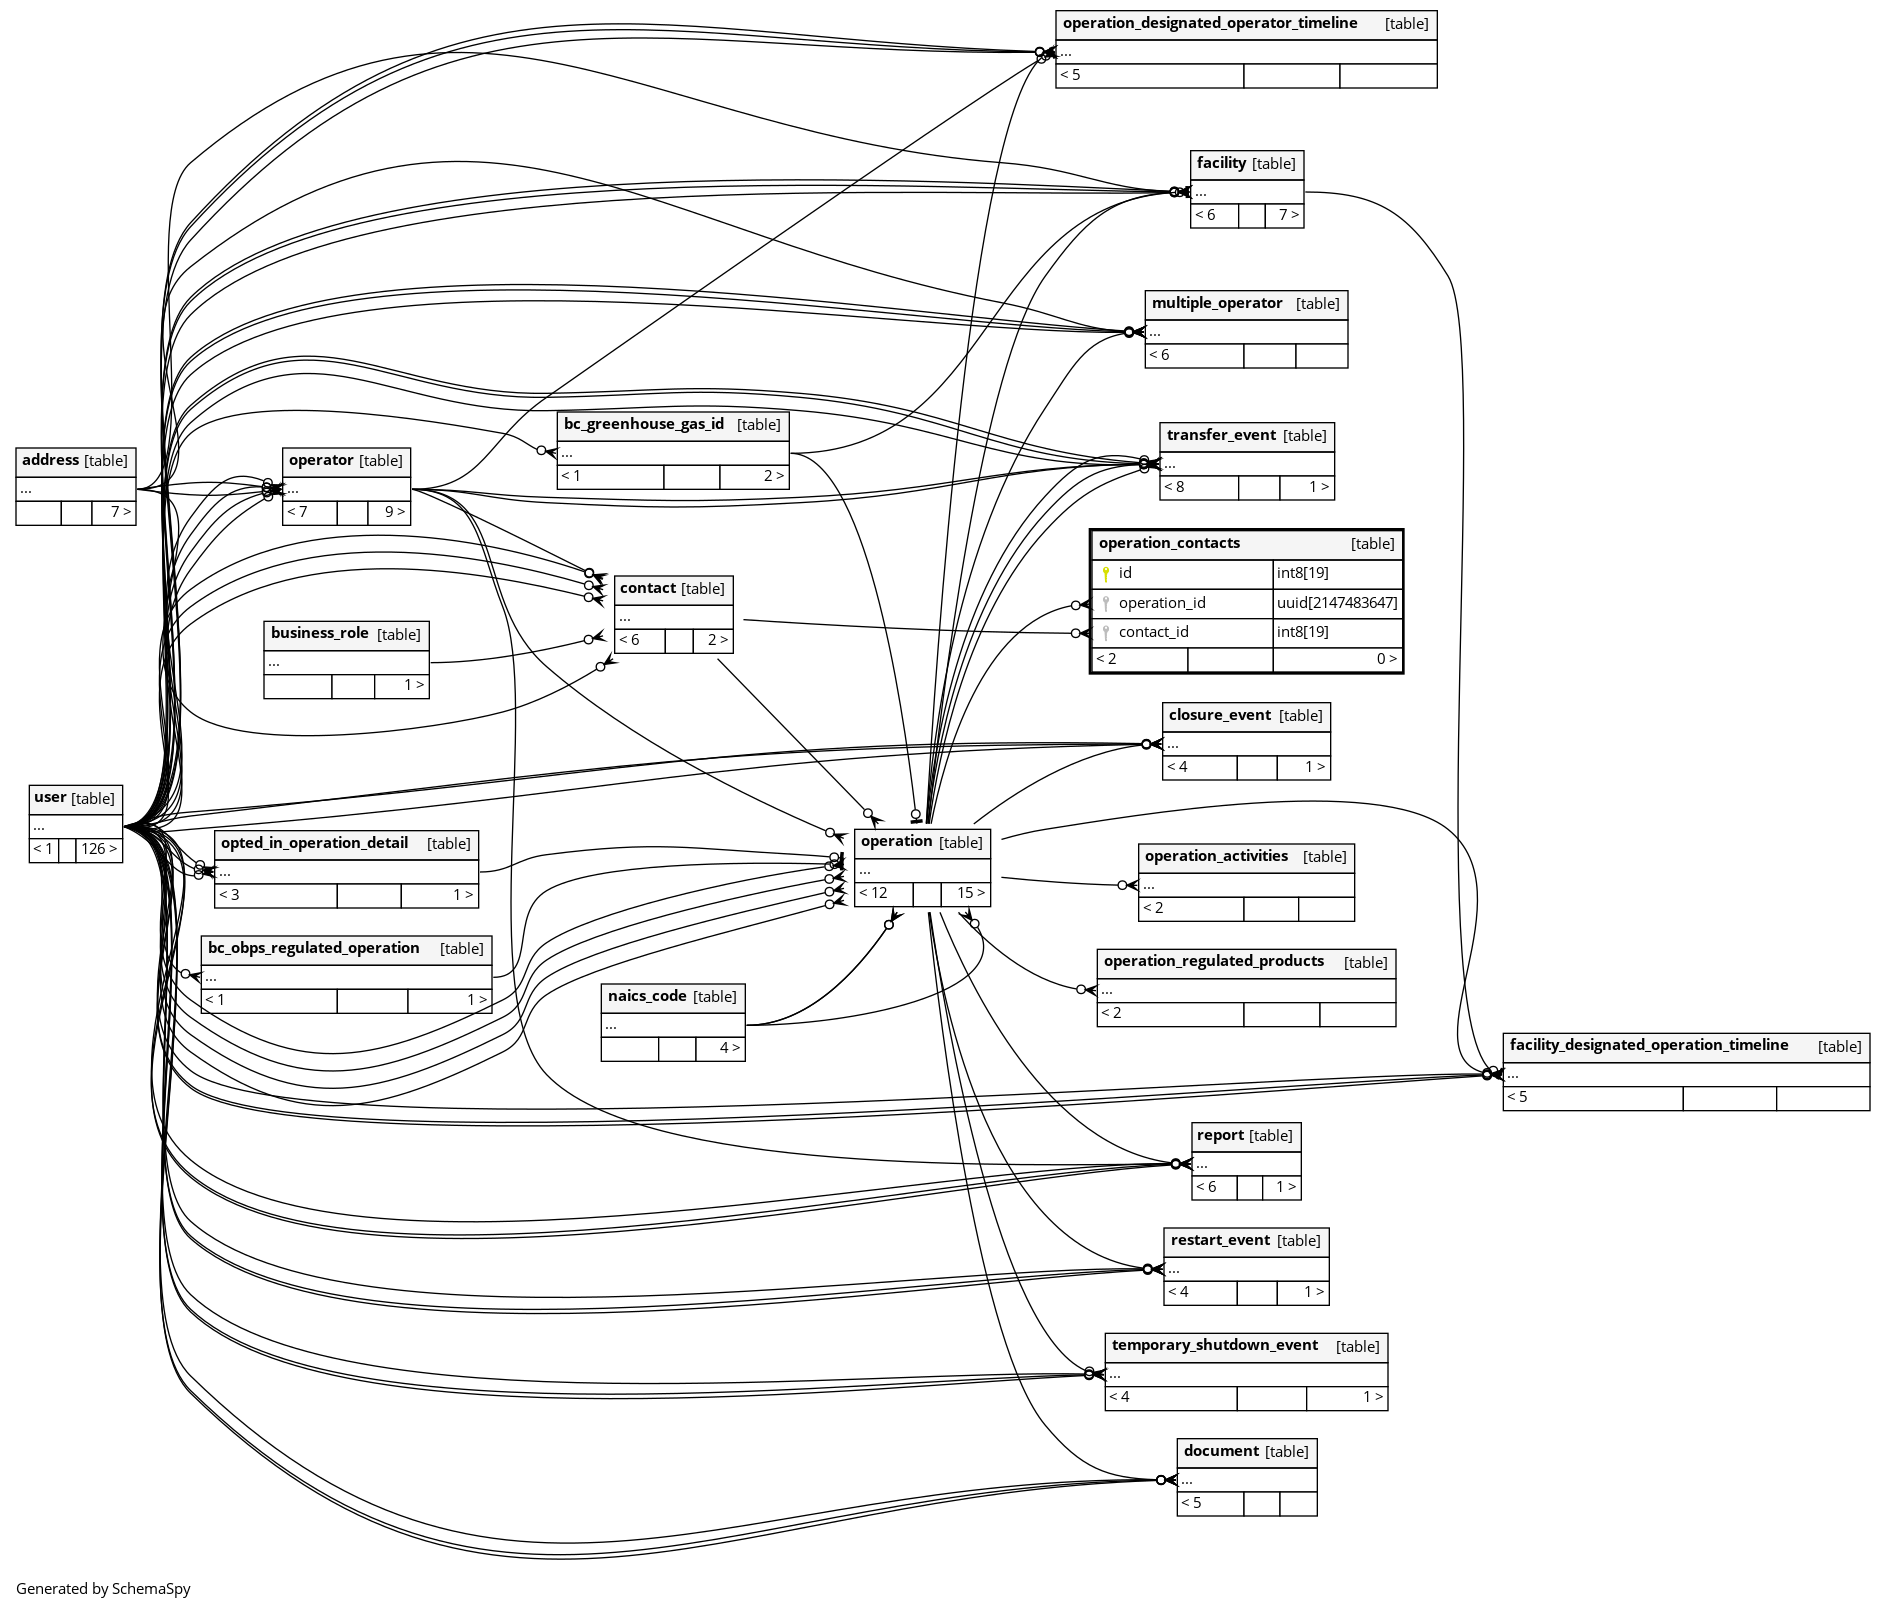 operation_designated_operator_timeline [table]
...
< 5
facility [table]
...
< 6 7 >
multiple_operator [table]
...
< 6
bc_greenhouse_gas_id [table]
...
< 1 2 >
transfer_event [table]
...
< 8 1 >
address [table]
...
7 >
operator [table]
...
< 7 9 >
operation_contacts [table]
id int8[19]
operation_id uuid[2147483647]
contact_id int8[19]
< 2 0 >
contact [table]
...
< 6 2 >
business_role [table]
...
1 >
closure_event [table]
...
< 4 1 >
user [table]
...
< 1 126 >
opted_in_operation_detail [table]
...
< 3 1 >
operation [table]
...
< 12 15 >
operation_activities [table]
...
< 2
bc_obps_regulated_operation [table]
...
< 1 1 >
operation_regulated_products [table]
...
< 2
naics_code [table]
...
4 >
facility_designated_operation_timeline [table]
...
< 5
report [table]
...
< 6 1 >
restart_event [table]
...
< 4 1 >
temporary_shutdown_event [table]
...
< 4 1 >
document [table]
...
< 5
Generated by SchemaSpy